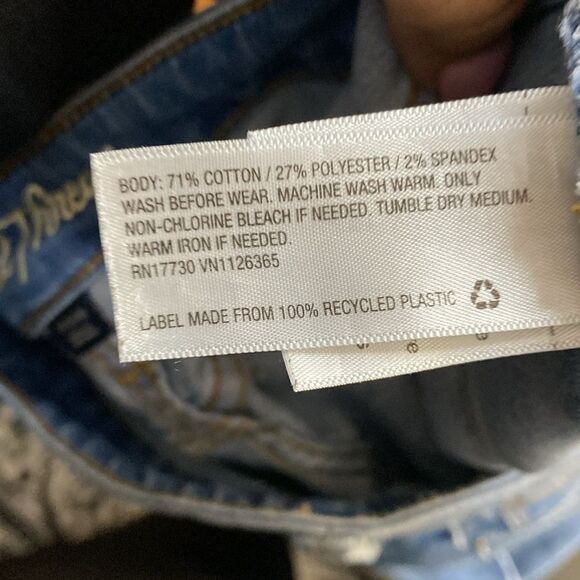 BODY: 71% COTTON / 27% POLYESTER / 2% SPANDEX
WASH BEFORE WEAR. MACHINE WASH WARM. ONLY
NON-CHLORINE BLEACH IF NEEDED. TUMBLE DRY MEDIUM.
WARM IRON IF NEEDED.
RN17730 VN1126365
LABEL MADE FROM 100% RECYCLED PLASTIC